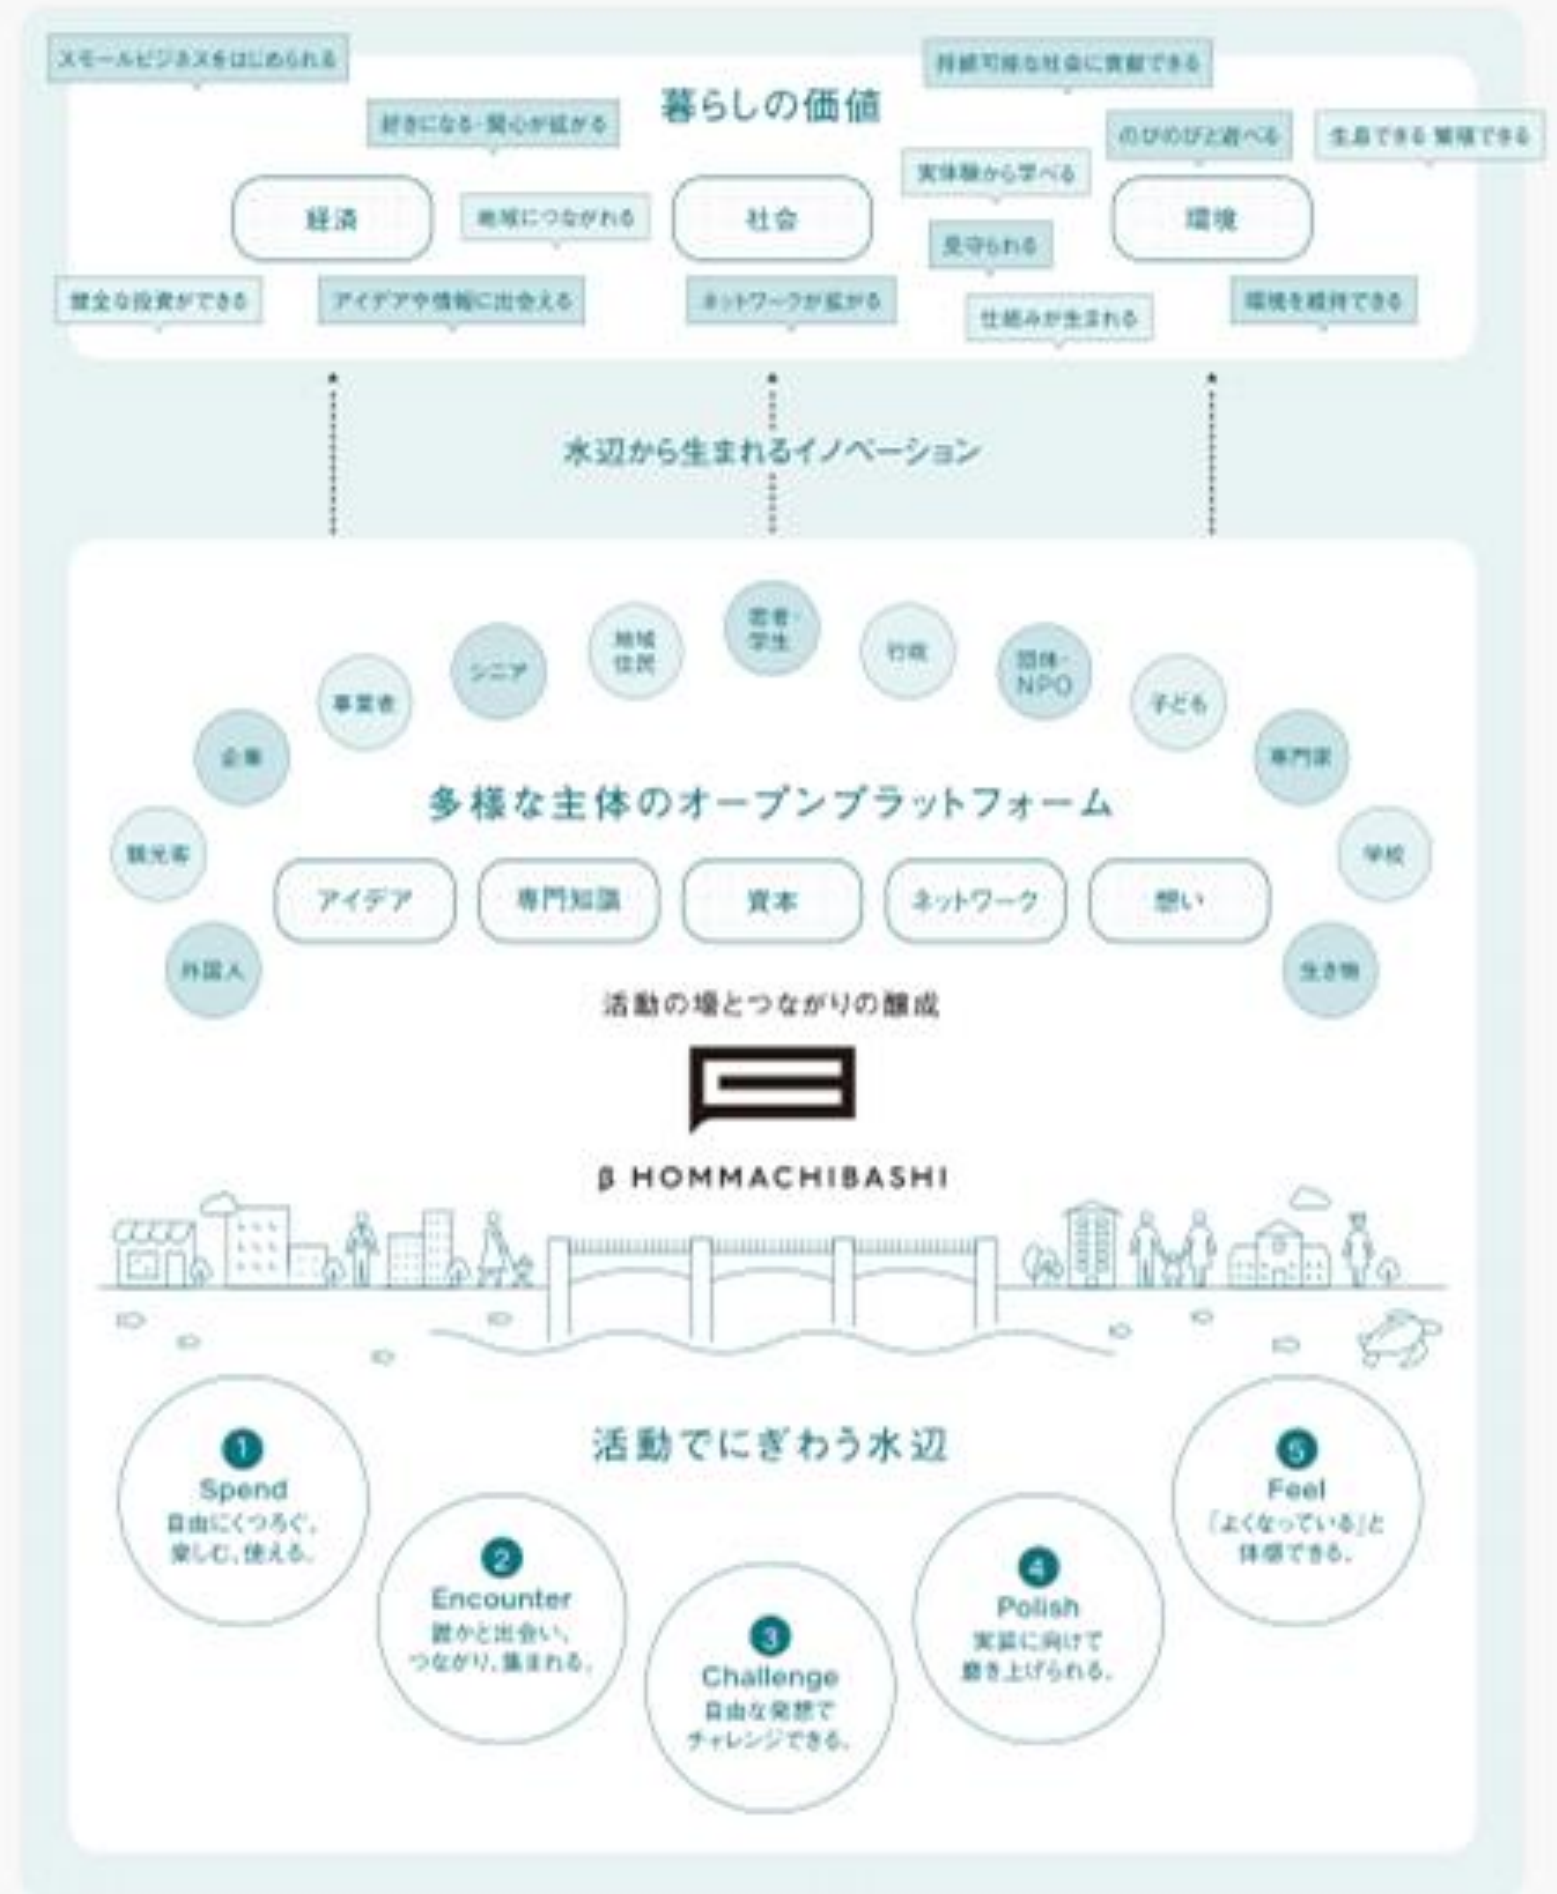 スモールビジネスをはじめられる
持続可能な社会に貢献できる
暮らしの価値
好きになる・関心が拡がる
のびのびと遊べる
生息できる 繁殖できる
実体験から学べる
経済
地域につながれる
社会
環境
見守られる
健全な投資ができる
アイデアや情報に出会える
ネットワークが拡がる
仕組みが生まれる
環境を維持できる
水辺から生まれるイノベーション
若者・
学生
地域
住民
行政
シニア
団体・
NPO
事業者
子ども
企業
専門家
多様な主体のオープンプラットフォーム
観光客
学校
アイデア
専門知識
資本
ネットワーク
想い
外国人
生き物
活動の場とつながりの醸成
β HOMMACHIBASHI
活動でにぎわう水辺
1
Spend
自由にくつろぐ、
楽しむ、使える。
2
Encounter
誰かと出会い、
つながり、集まれる。
3
Challenge
自由な発想で
チャレンジできる。
4
Polish
実装に向けて
磨き上げられる。
5
Feel
「よくなっている」と
体感できる。